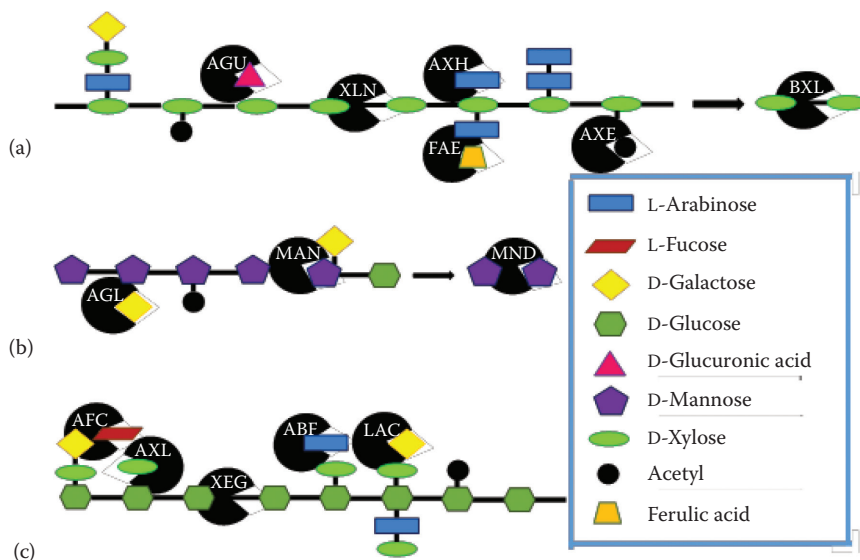 AGU
XLN
AXH
BXL
FAE
AXE
(a)
MAN
MND
AGL
(b)
AFC
AXL
XEG
ABF
LAC
(c)
L-Arabinose
L-Fucose
D-Galactose
D-Glucose
D-Glucuronic acid
D-Mannose
D-Xylose
Acetyl
Ferulic acid